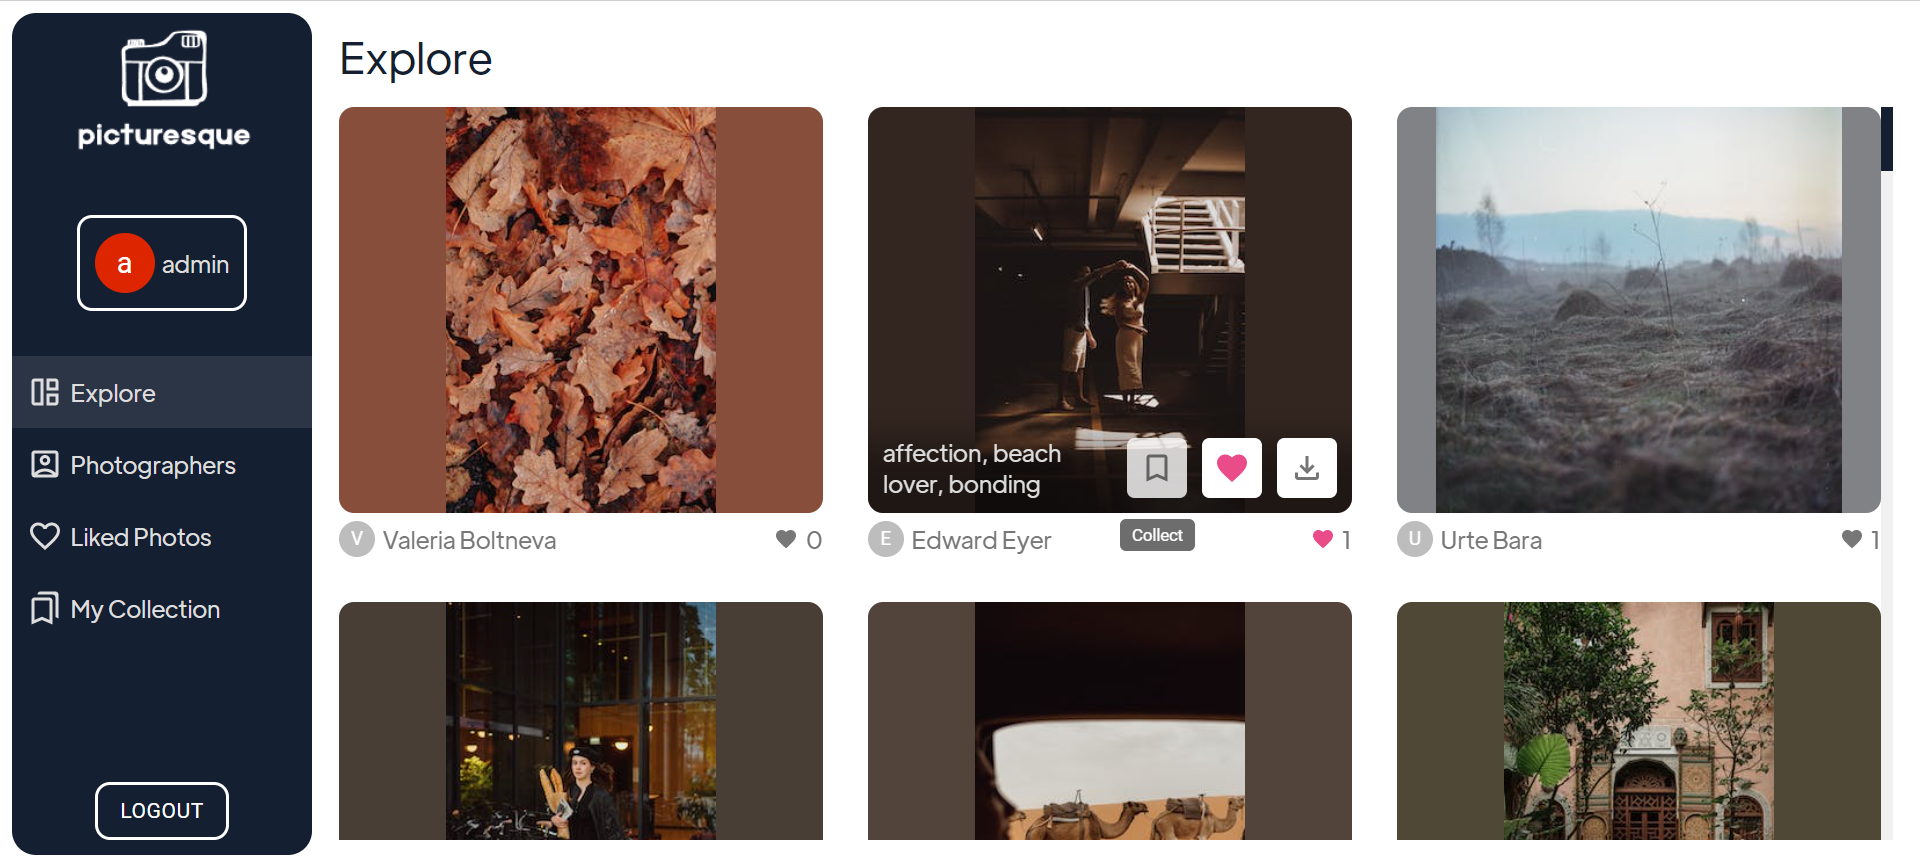 picturesque
a admin
Explore
Photographers
Liked Photos
My Collection
LOGOUT
Explore
affection, beach
lover, bonding
V Valeria Boltneva 0
E Edward Eyer 1
Collect
U Urte Bara 1